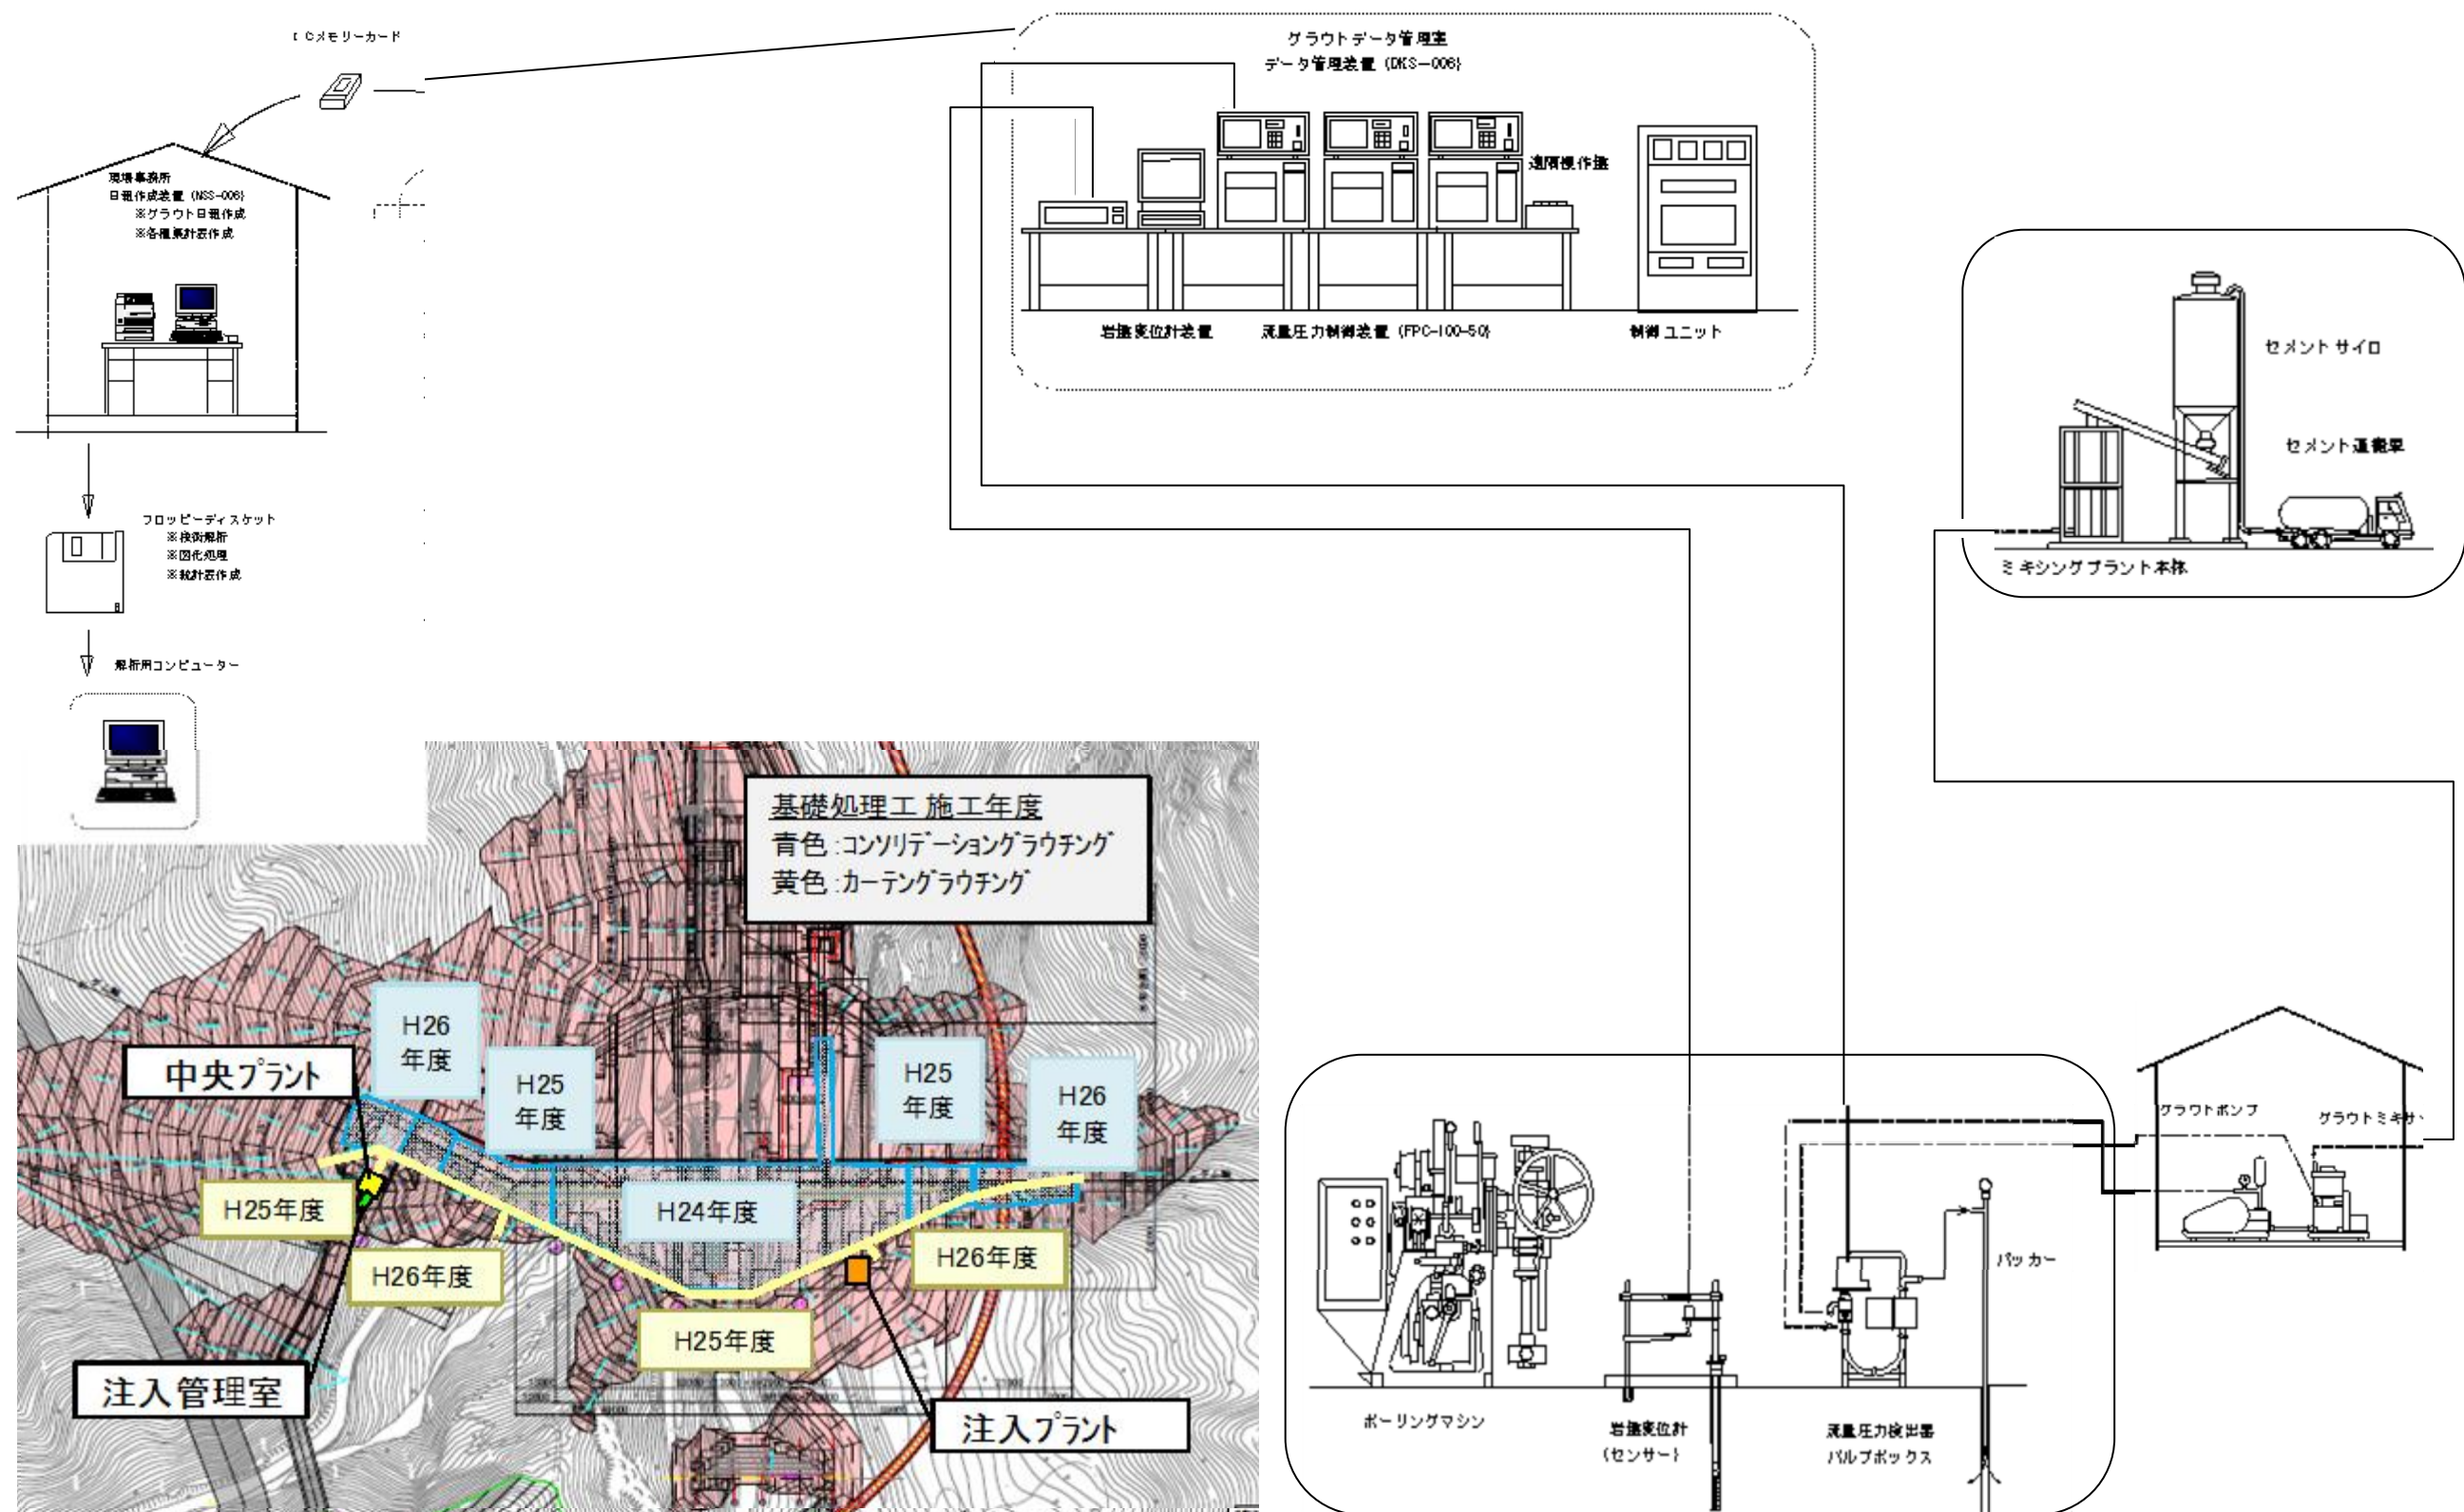 ICメモリーカード
現場事務所
日報作成装置 (NSS-006)
※グラウト日報作成
※各種集計表作成
フロッピーディスケット
※技術解析
※図化処理
※統計表作成
解析用コンピューター
グラウトデータ管理室
データ管理装置 (DKS-006)
遠隔操作盤
岩盤変位計装置
流量圧力制御装置 (FPC-100-50)
制御ユニット
セメントサイロ
セメント運搬車
ミキシングプラント本体
基礎処理工 施工年度
青色:コンソリデーショングラウチング
黄色:カーテングラウチング
H26
年度
中央プラント
H25
年度
H25
年度
H26
年度
H25年度
H24年度
H26年度
H26年度
H25年度
注入管理室
注入プラント
グラウトポンプ
グラウトミキサ
パッカー
ボーリングマシン
岩盤変位計
(センサー)
流量圧力検出器
バルブボックス